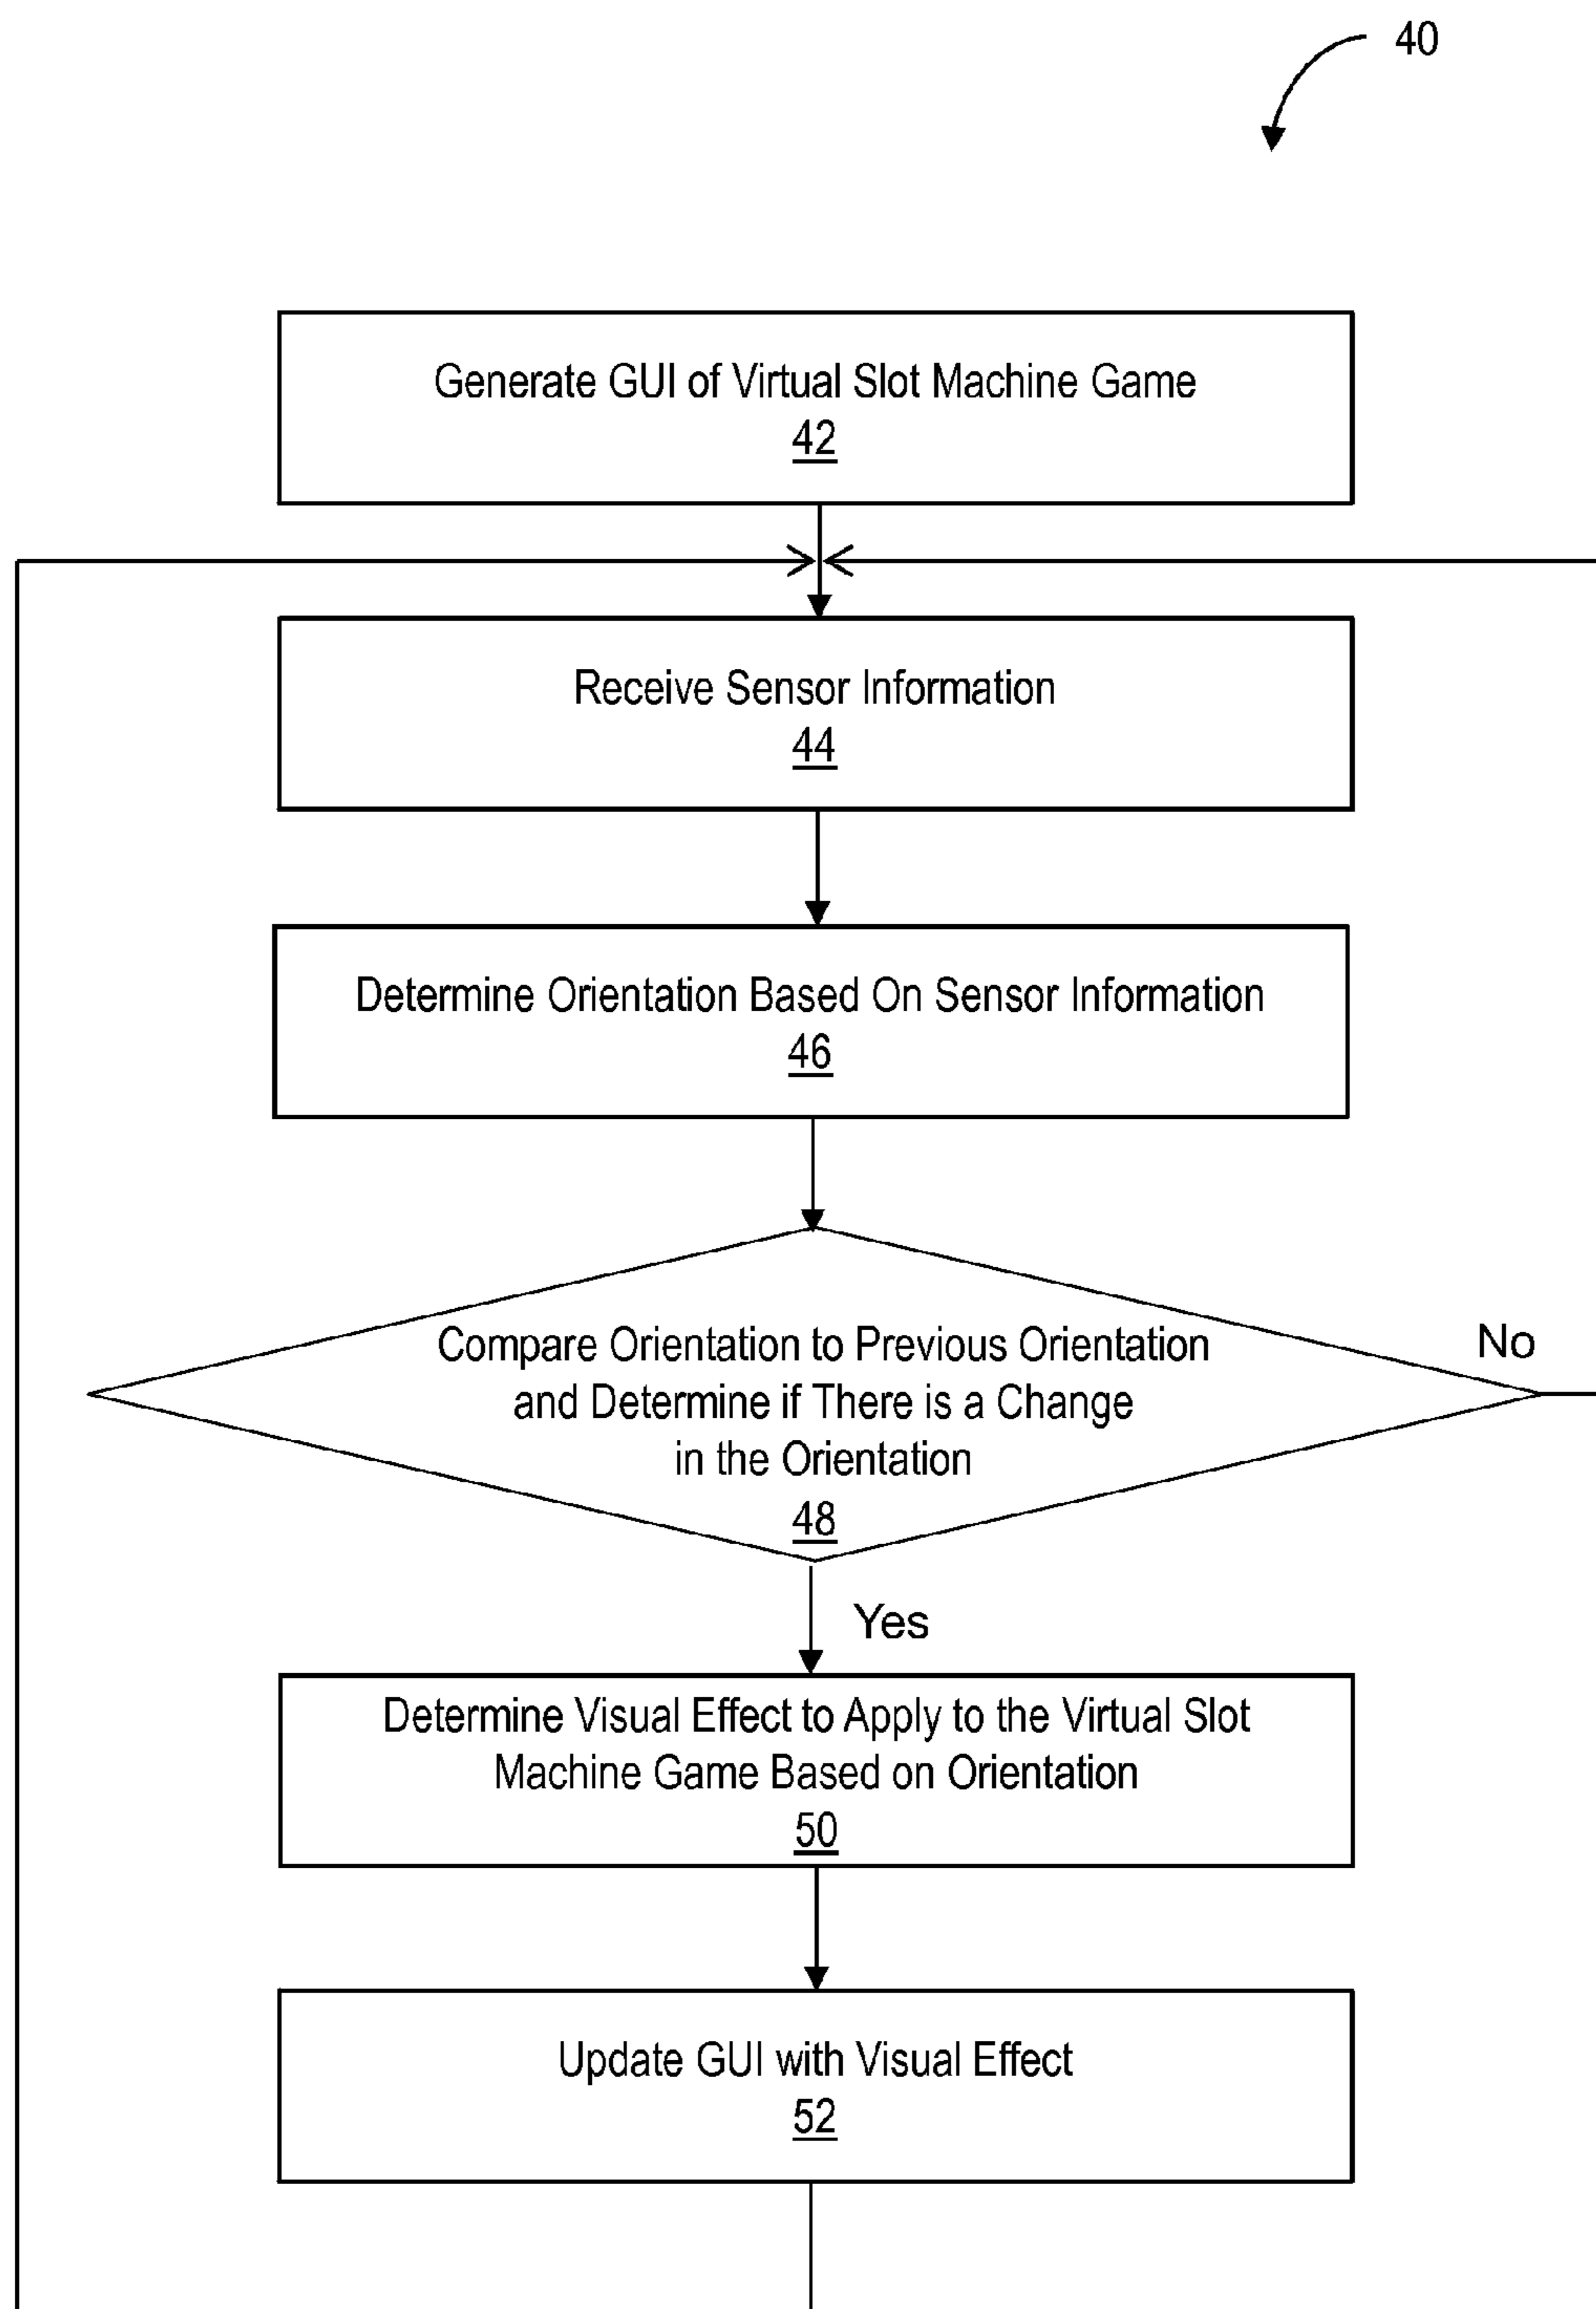 40
Generate GUI of Virtual Slot Machine Game
42
Receive Sensor Information
44
Determine Orientation Based On Sensor Information
46
Compare Orientation to Previous Orientation
and Determine if There is a Change
in the Orientation
48
No
Yes
Determine Visual Effect to Apply to the Virtual Slot
Machine Game Based on Orientation
50
Update GUI with Visual Effect
52